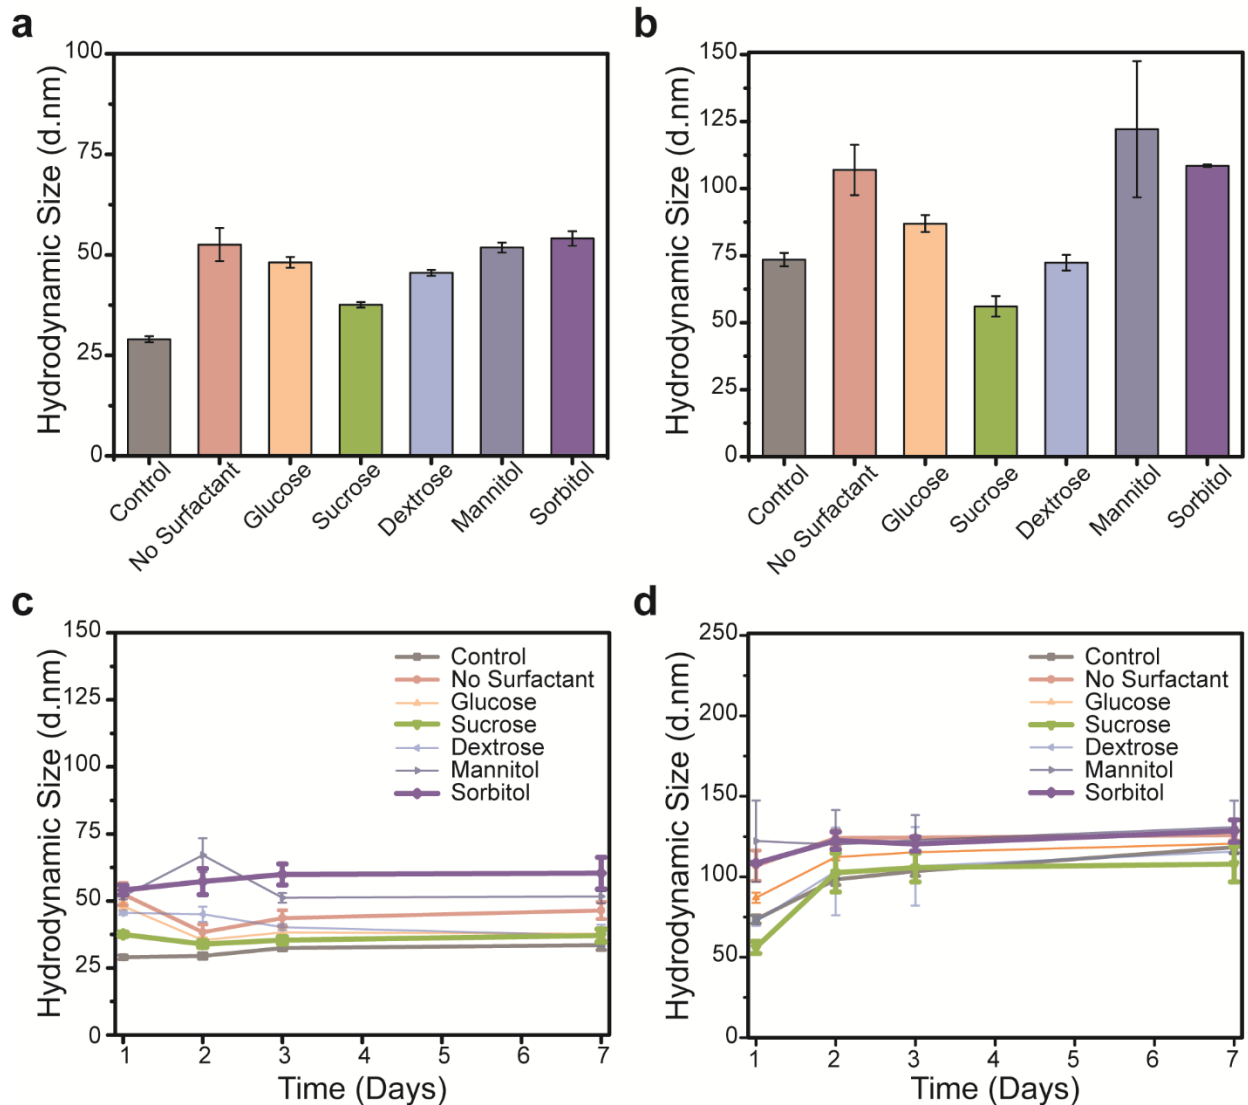 a
Hydrodynamic Size (d.nm)
100
75
50
25
0
Control
No Surfactant
Glucose
Sucrose
Dextrose
Mannitol
Sorbitol
b
Hydrodynamic Size (d.nm)
150
125
100
75
50
25
0
Control
No Surfactant
Glucose
Sucrose
Dextrose
Mannitol
Sorbitol
c
Hydrodynamic Size (d.nm)
150
125
100
75
50
25
0
Control
No Surfactant
Glucose
Sucrose
Dextrose
Mannitol
Sorbitol
1 2 3 4 5 6 7
Time (Days)
d
Hydrodynamic Size (d.nm)
250
200
150
100
50
0
Control
No Surfactant
Glucose
Sucrose
Dextrose
Mannitol
Sorbitol
1 2 3 4 5 6 7
Time (Days)